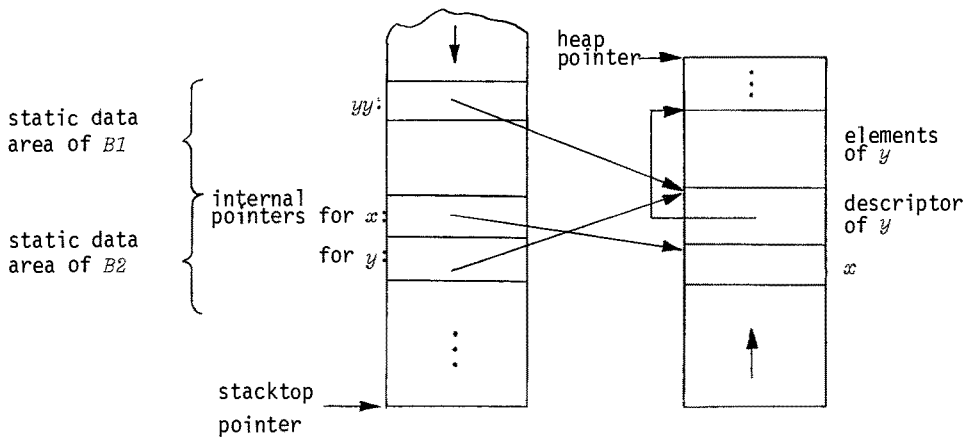 static data
area of B1
static data
area of B2
yy:
internal
pointers for x:
for y:
stacktop
pointer
heap
pointer
elements
of y
descriptor
of y
x